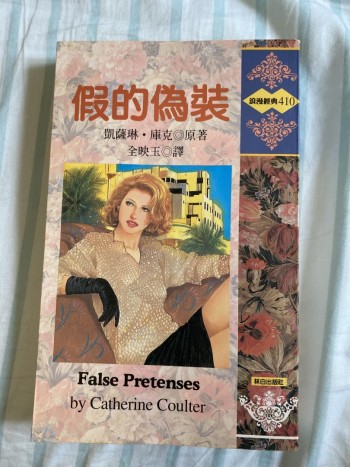 假的偽裝
凱薩琳・庫克◎原著
全映玉◎譯
浪漫經典410
False Pretenses
by Catherine Coulter
林白出版社